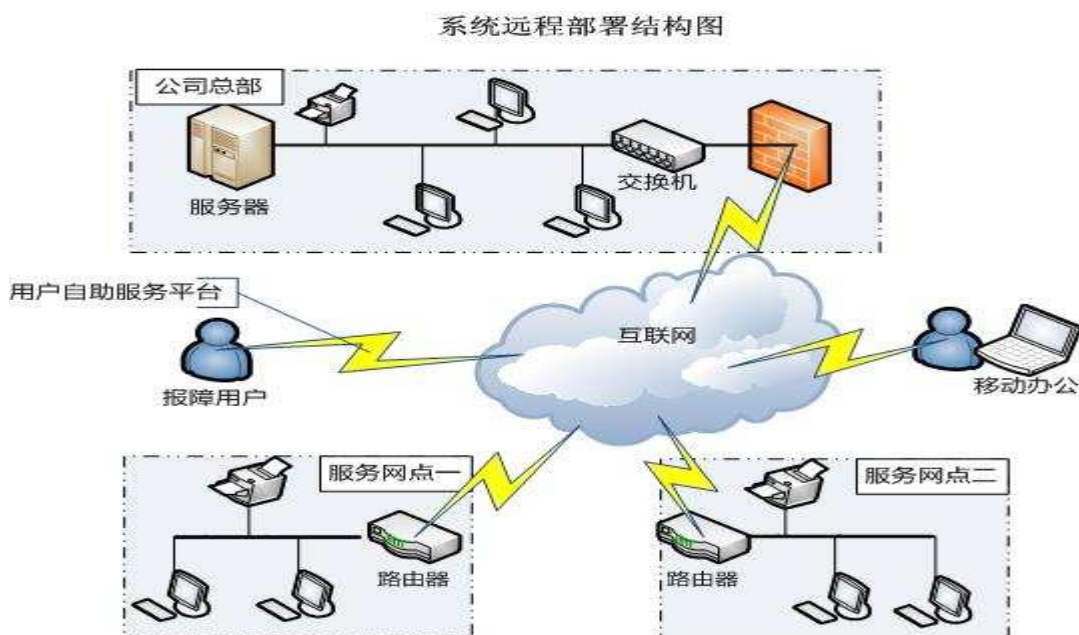 系统远程部署结构图
公司总部
服务器
交换机
用户自助服务平台
互联网
报障用户
移动办公
服务网点一
服务网点二
路由器
路由器